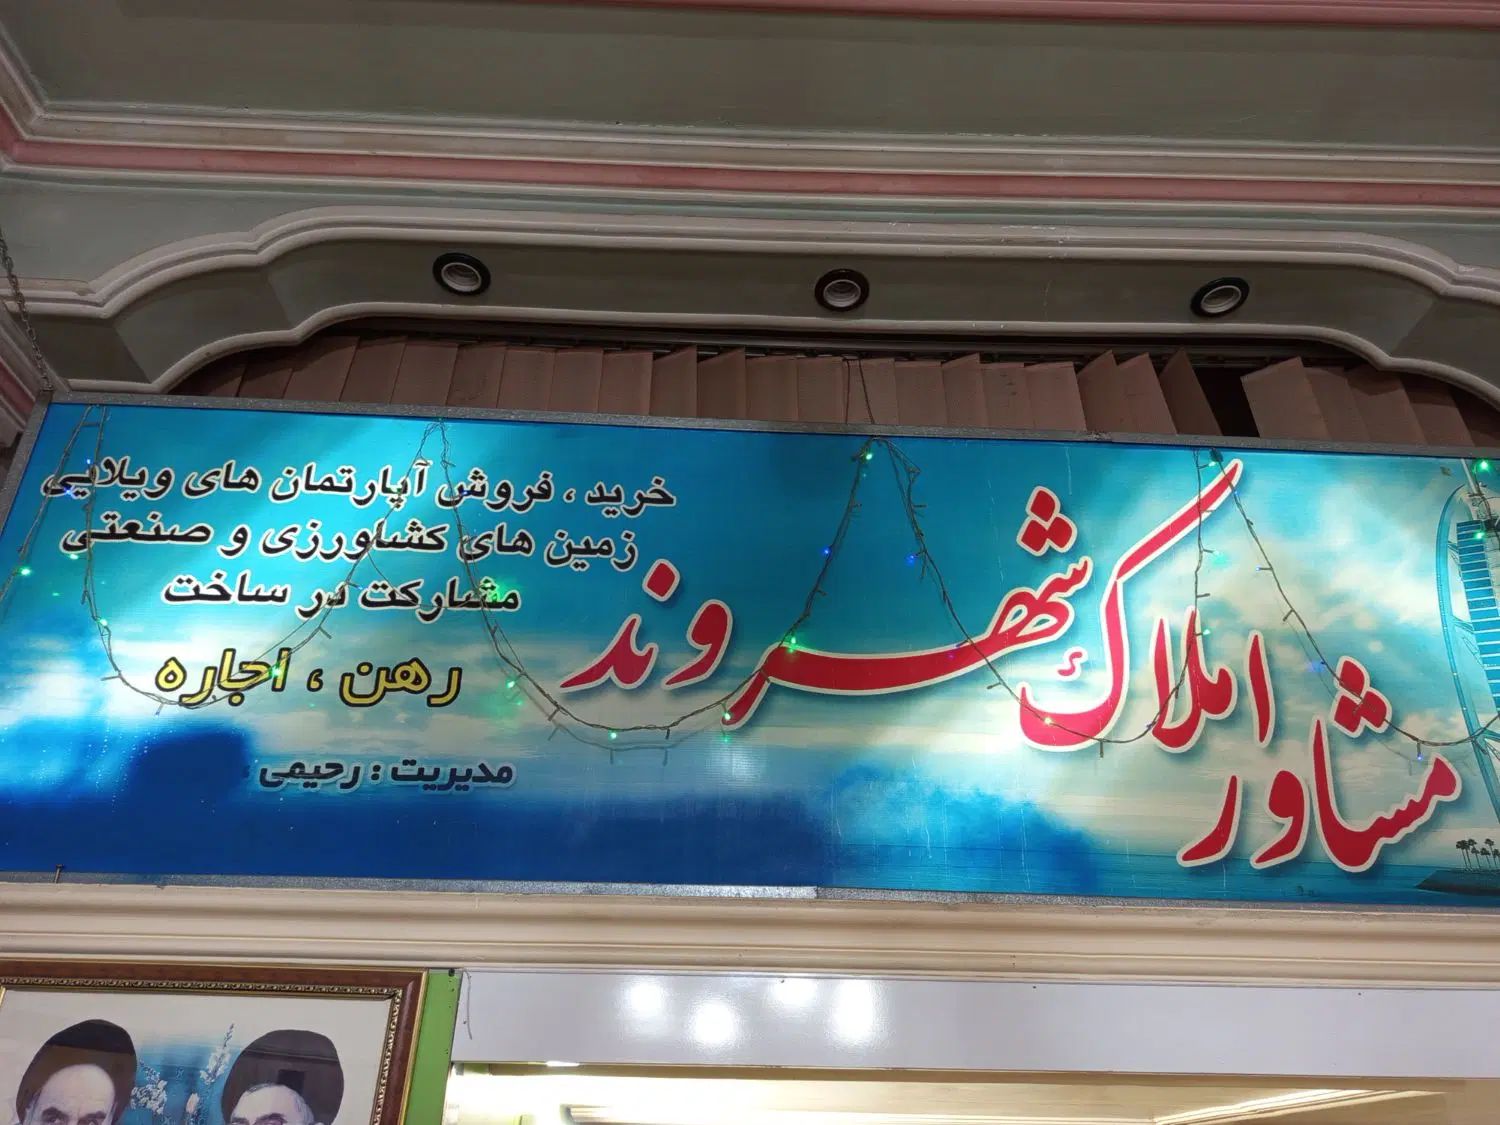 مشاور املاک شهروند
خرید ، فروش آپارتمان های ویلایی
زمین های کشاورزی و صنعتی
مشارکت در ساخت
رهن ، اجاره
مدیریت : رحیمی